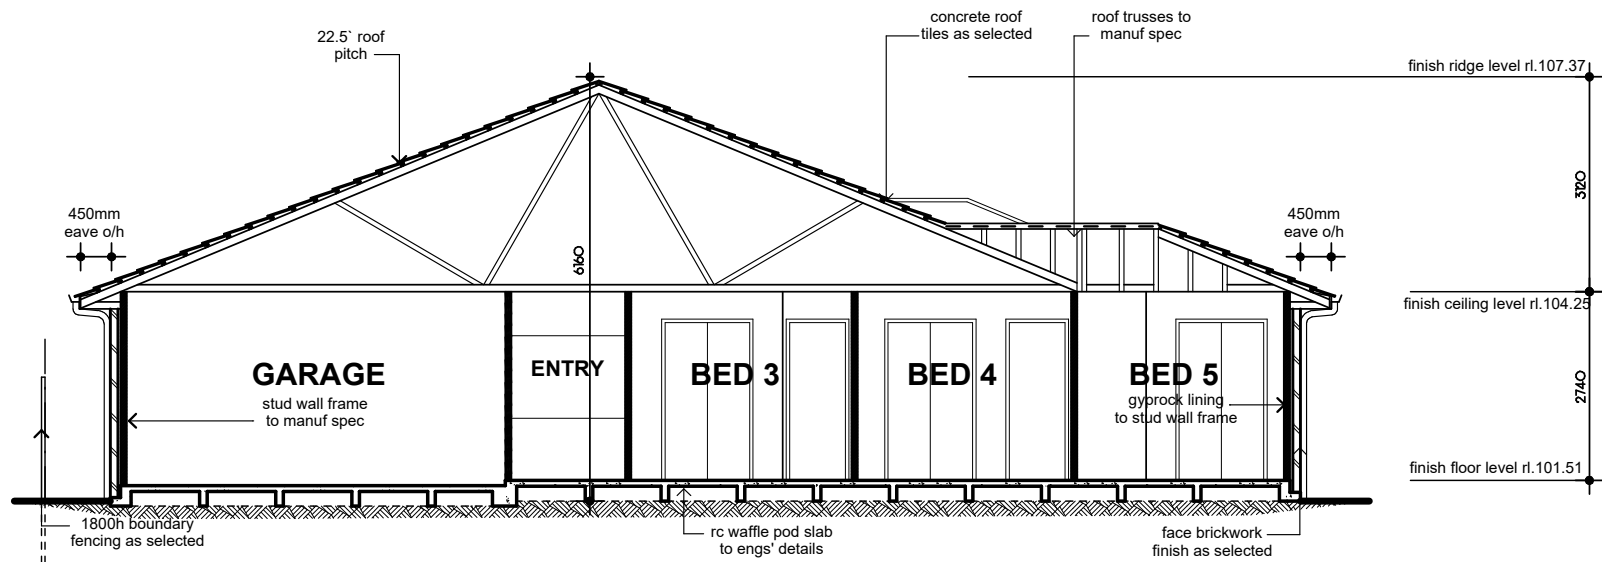 concrete roof
tiles as selected
roof trusses to
manuf spec
22.5` roof
pitch
finish ridge level rl.107.37
3120
450mm
eave o/h
450mm
eave o/h
6160
finish ceiling level rl.104.25
GARAGE
stud wall frame
to manuf spec
ENTRY
BED 3
BED 4
BED 5
gyprock lining
to stud wall frame
2740
finish floor level rl.101.51
1800h boundary
fencing as selected
rc waffle pod slab
to engs' details
face brickwork
finish as selected